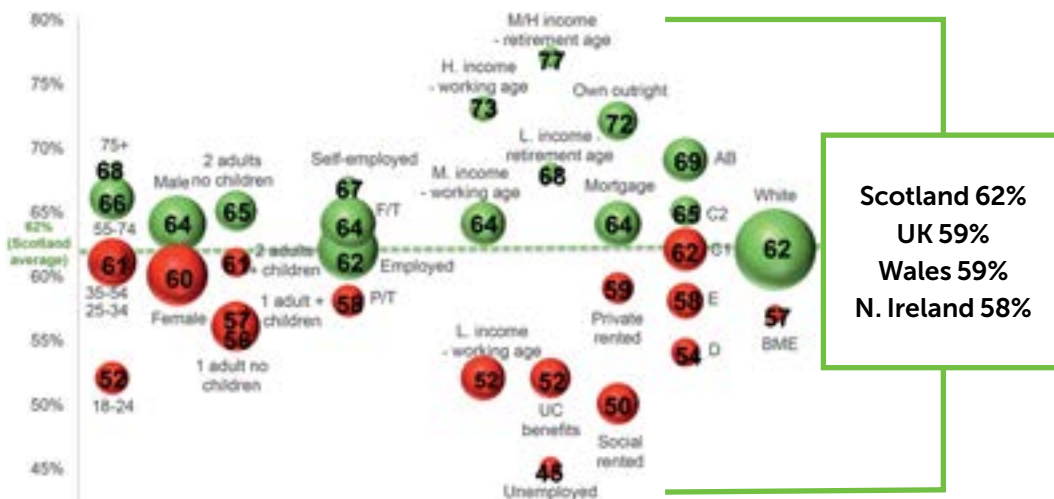 80%
75%
70%
65%
62%
(Scotland
average)
60%
55%
50%
45%
75+
68
66
55-74
61
35-54
25-34
52
18-24
Male
64
60
Female
2 adults
no children
65
61
2 adults
+ children
57
56
1 adult +
children
1 adult no
children
Self-employed
67
F/T
64
62
Employed
58
P/T
H. income
- working age
73
M. income
- working age
64
L. income
- working age
52
M/H income
- retirement age
77
L. income -
retirement age
68
52
UC
benefits
45
Unemployed
Own outright
72
Mortgage
64
59
Private
rented
50
Social
rented
69
AB
65
C2
62
C1
58
E
54
D
White
62
57
BME
Scotland 62%
UK 59%
Wales 59%
N. Ireland 58%